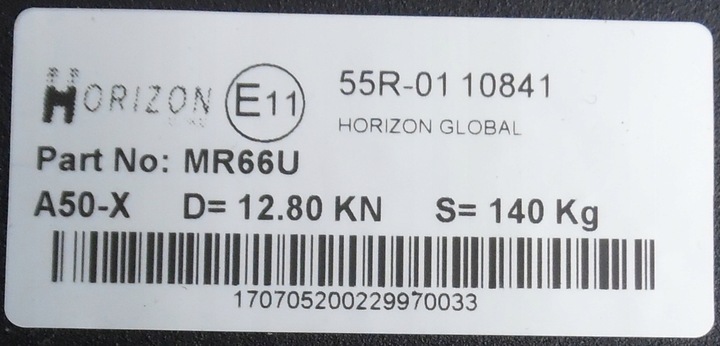 HORIZON E11 55R-01 10841
HORIZON GLOBAL
Part No: MR66U
A50-X D= 12.80 KN S= 140 Kg
170705200229970033